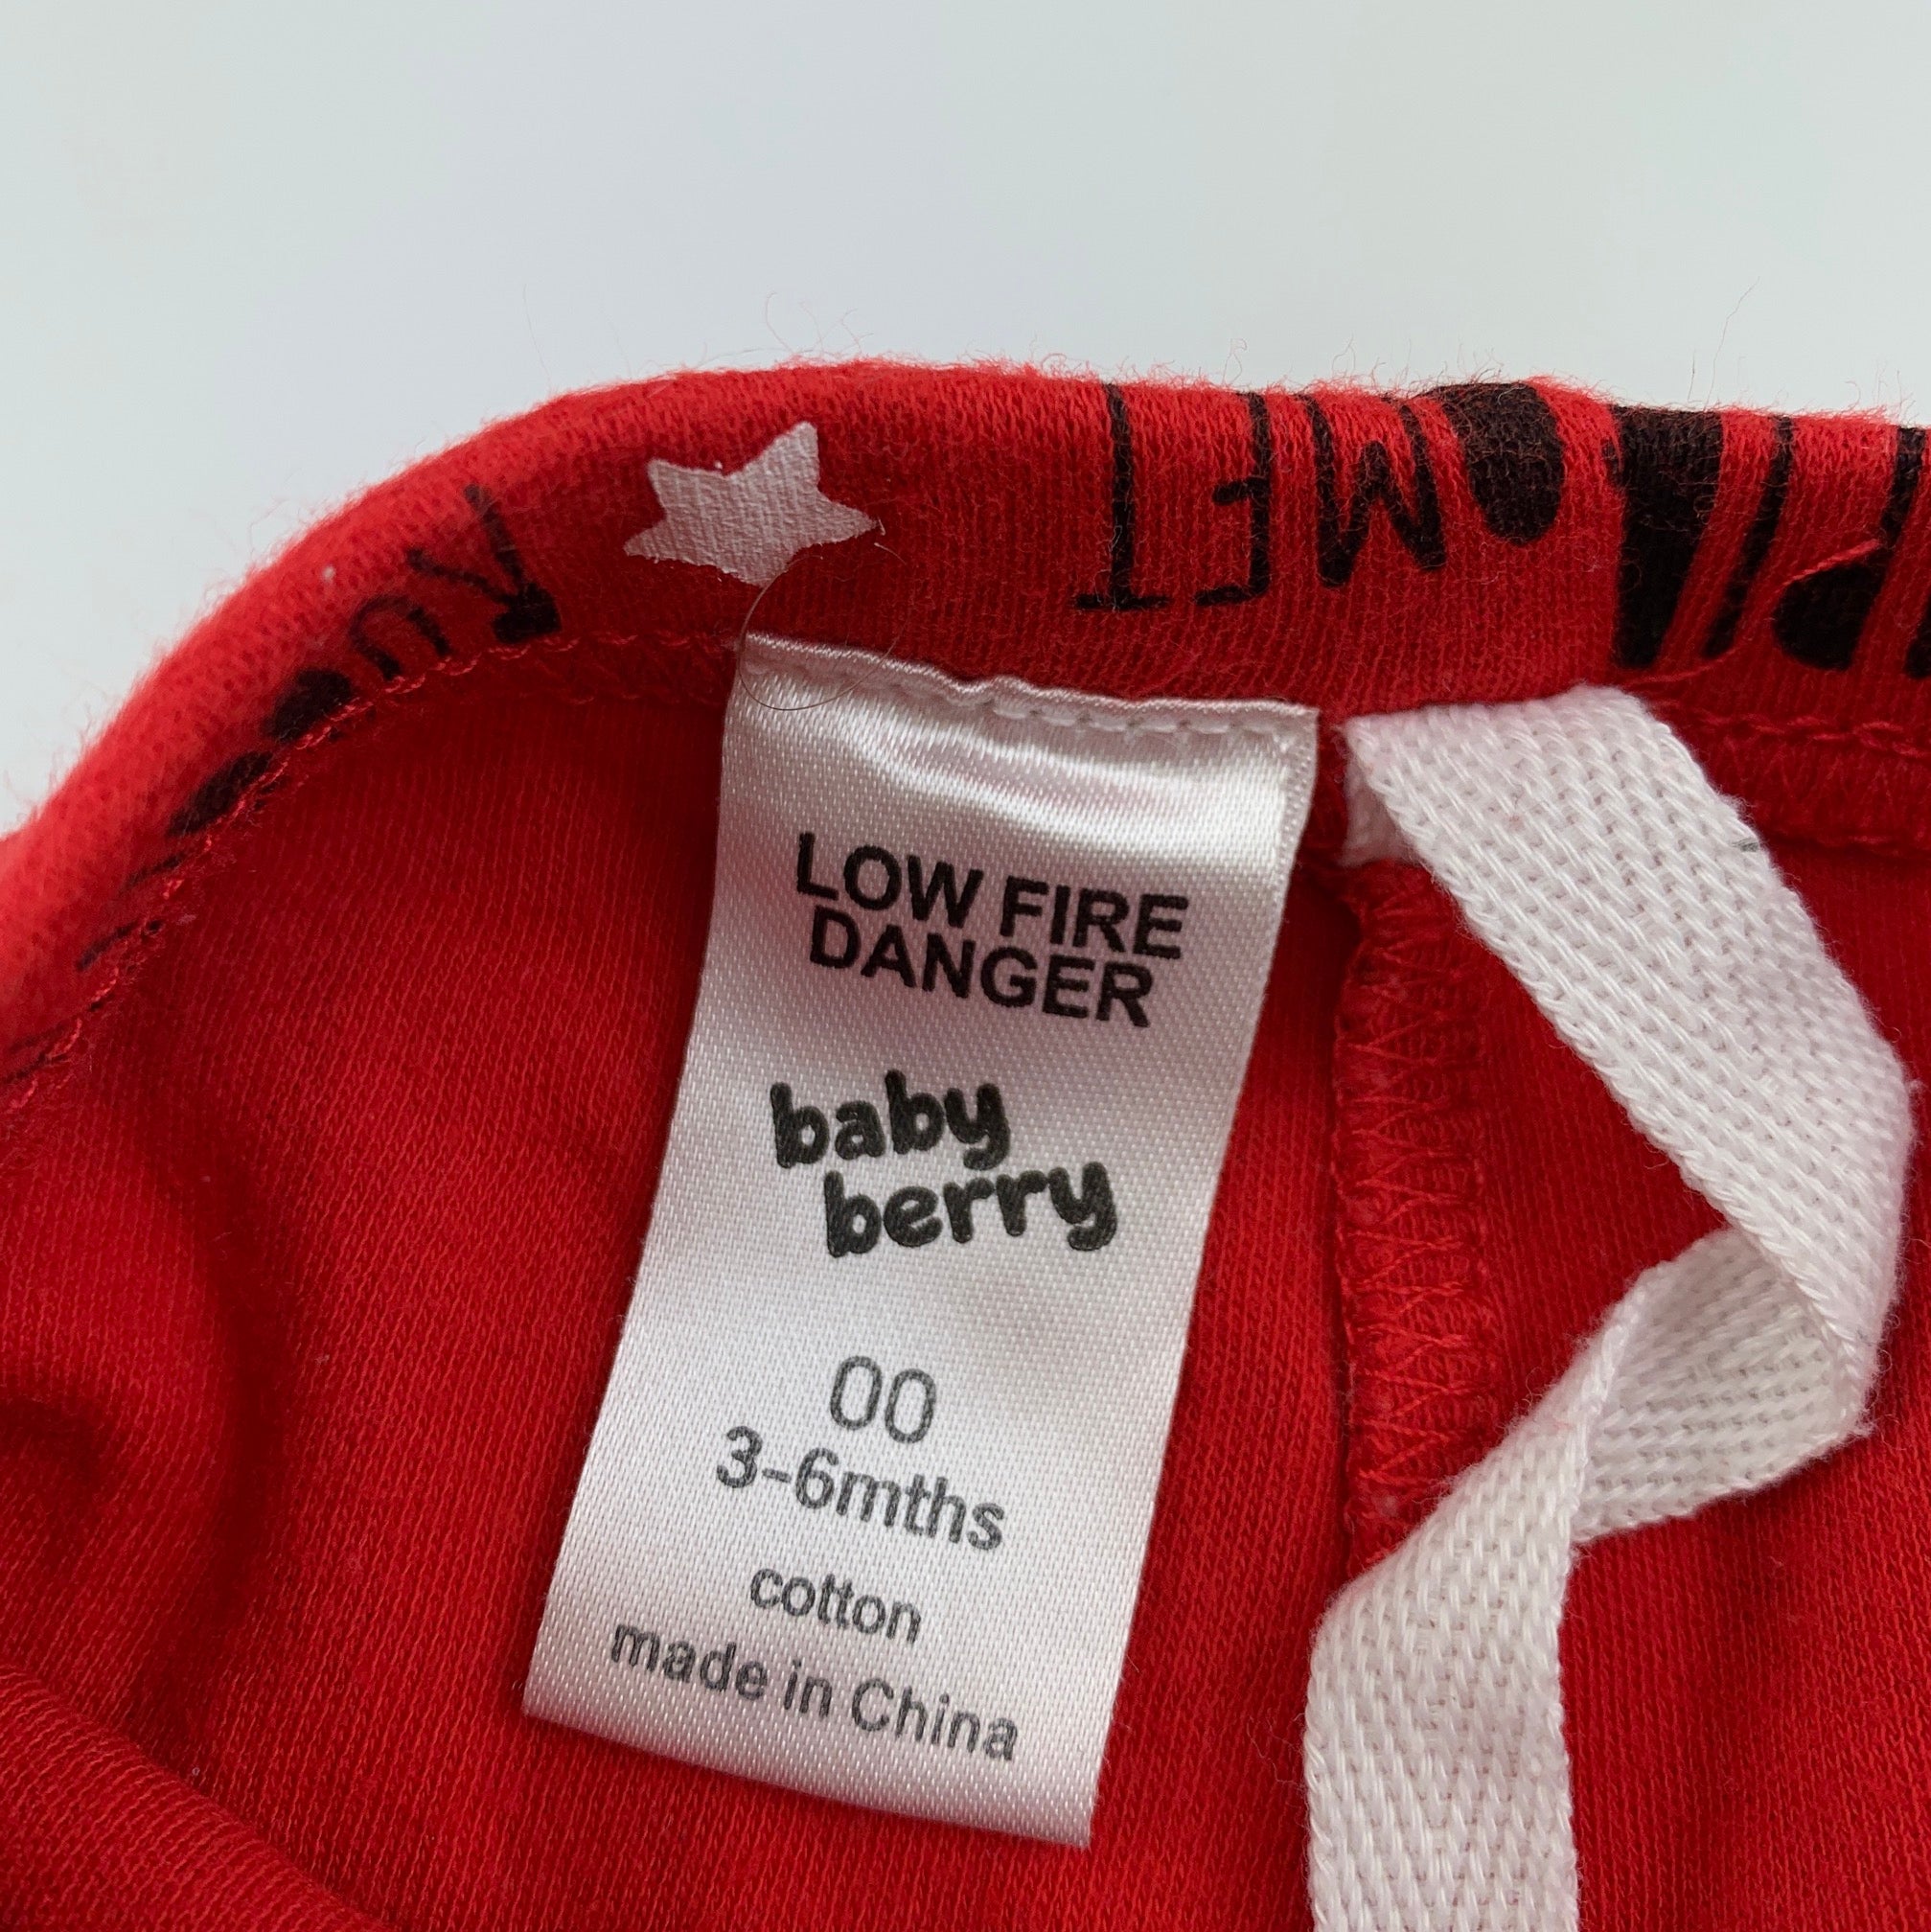 LOW FIRE
DANGER
baby
berry
00
3-6mths
cotton
made in China